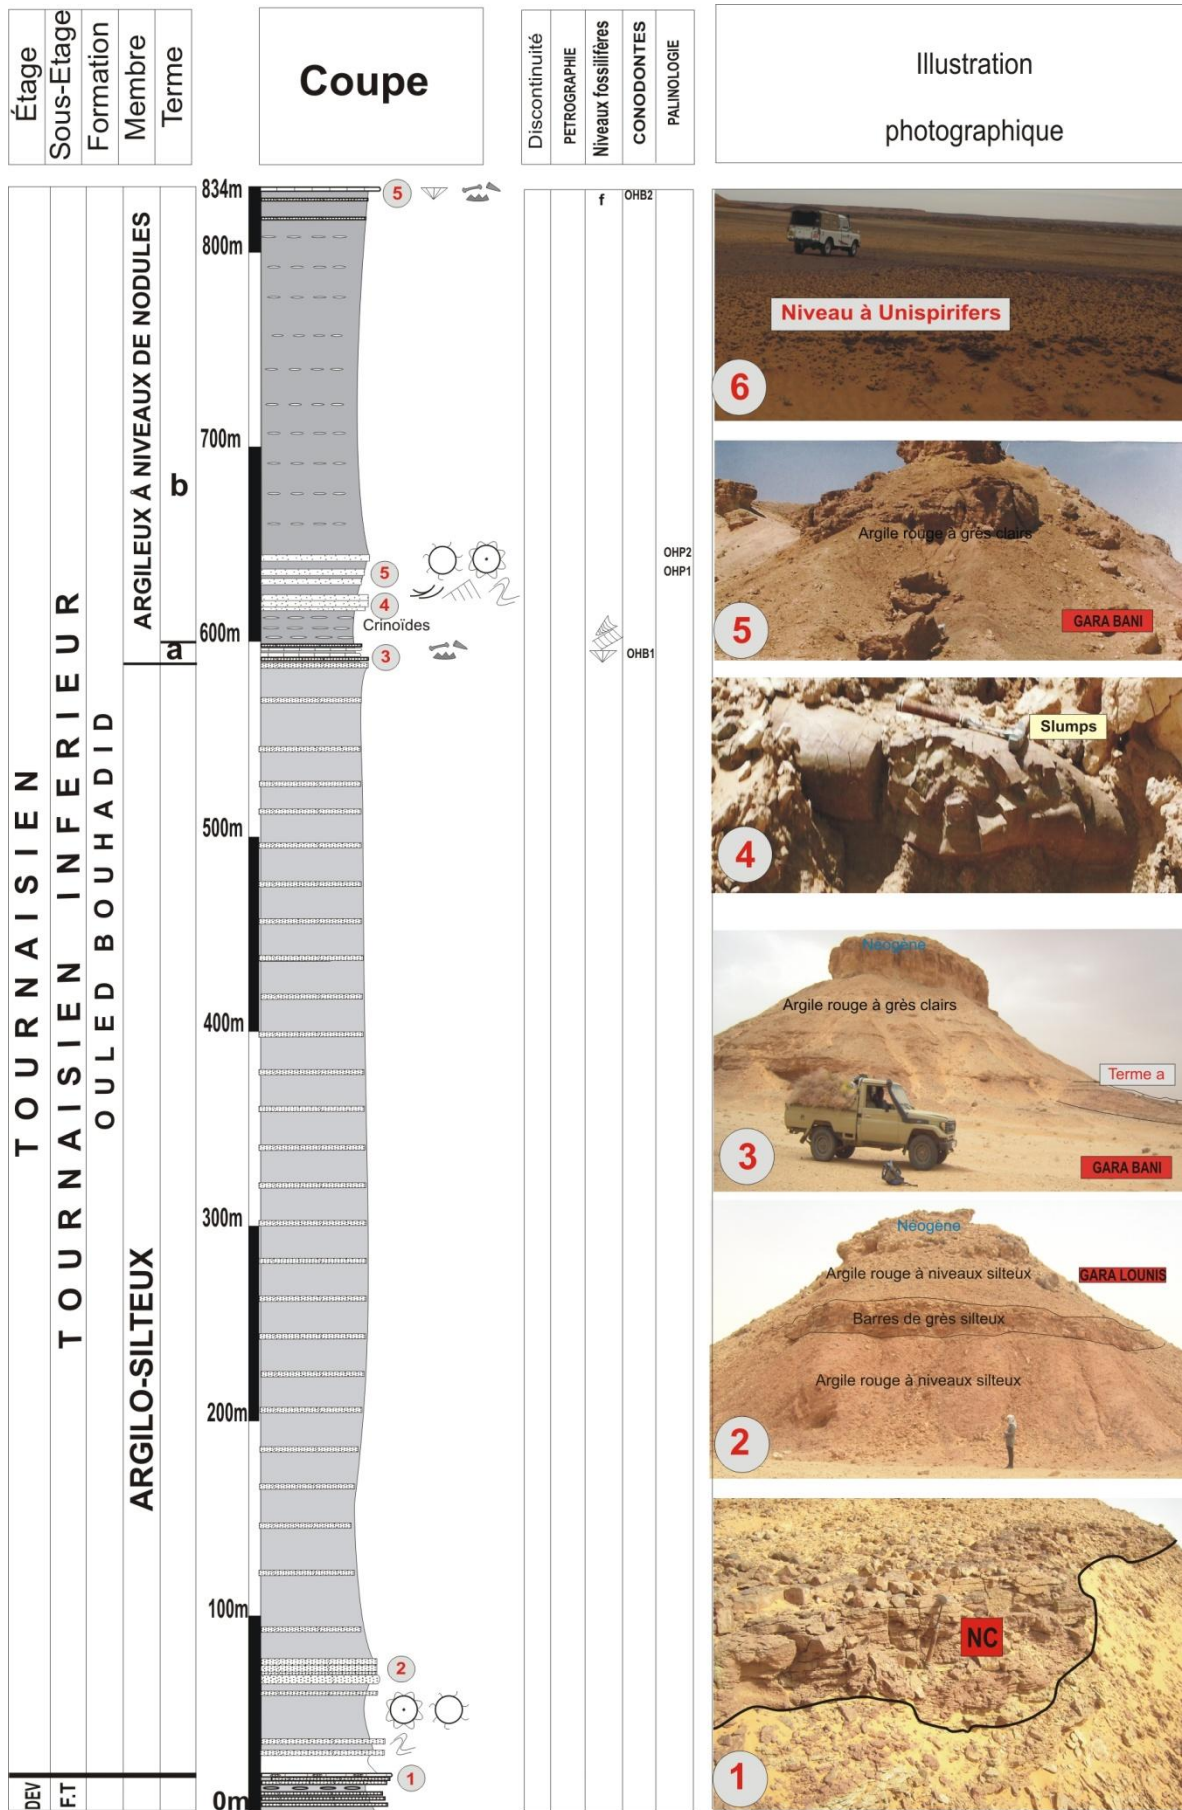 Étage
Sous-Etage
Formation
Membre
Terme
Coupe
Discontinuité
PETROGRAPHIE
Niveaux fossilifères
CONODONTES
PALINOLOGIE
Illustration
photographique
TOURNAISIEN
TOURNAISIEN INFERIEUR
OULED BOUHADID
ARGILEUX À NIVEAUX DE NODULES
ARGILO-SILTEUX
b
a
DEV
F.T
834m
800m
700m
600m
500m
400m
300m
200m
100m
0m
5
5
4
Crinoïdes
3
2
1
f
OHB2
OHP2
OHP1
OHB1
Niveau à Unispirifers
6
Argile rouge à grès clairs
GARA BANI
5
Slumps
4
Néogène
Argile rouge à grès clairs
Terme a
3
GARA BANI
Néogène
Argile rouge à niveaux silteux
GARA LOUNIS
Barres de grès silteux
Argile rouge à niveaux silteux
2
NC
1